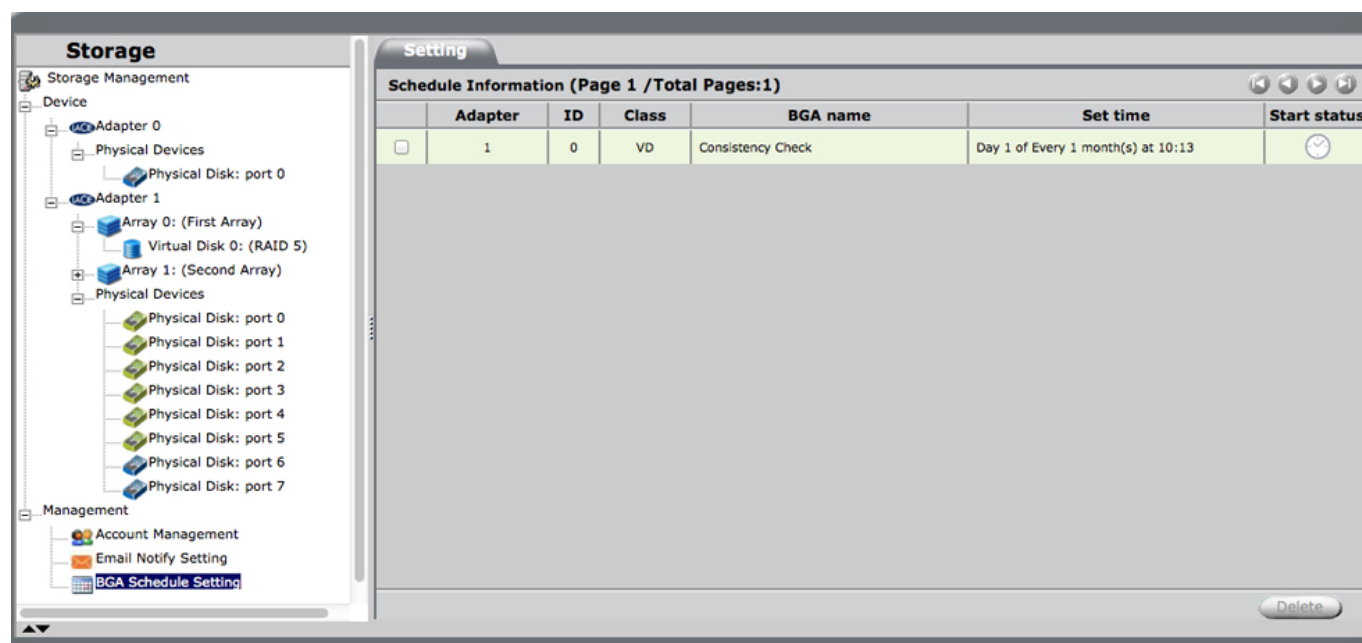 Storage
Storage Management
Device
Adapter 0
Physical Devices
Physical Disk: port 0
Adapter 1
Array 0: (First Array)
Virtual Disk 0: (RAID 5)
Array 1: (Second Array)
Physical Devices
Physical Disk: port 0
Physical Disk: port 1
Physical Disk: port 2
Physical Disk: port 3
Physical Disk: port 4
Physical Disk: port 5
Physical Disk: port 6
Physical Disk: port 7
Management
Account Management
Email Notify Setting
BGA Schedule Setting
Setting
Schedule Information (Page 1 /Total Pages:1)
Adapter ID Class BGA name Set time Start status
1 0 VD Consistency Check Day 1 of Every 1 month(s) at 10:13
Delete